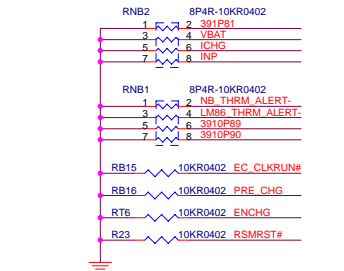 RNB2 8P4R-10KR0402
1 2 391P81
3 4 VBAT
5 6 ICHG
7 8 INP
RNB1 8P4R-10KR0402
1 2 NB_THRM_ALERT-
3 4 LM86_THRM_ALERT-
5 6 3910P89
7 8 3910P90
RB15 10KR0402 EC_CLKRUN#
RB16 10KR0402 PRE_CHG
RT6 10KR0402 ENCHG
R23 10KR0402 RSMRST#